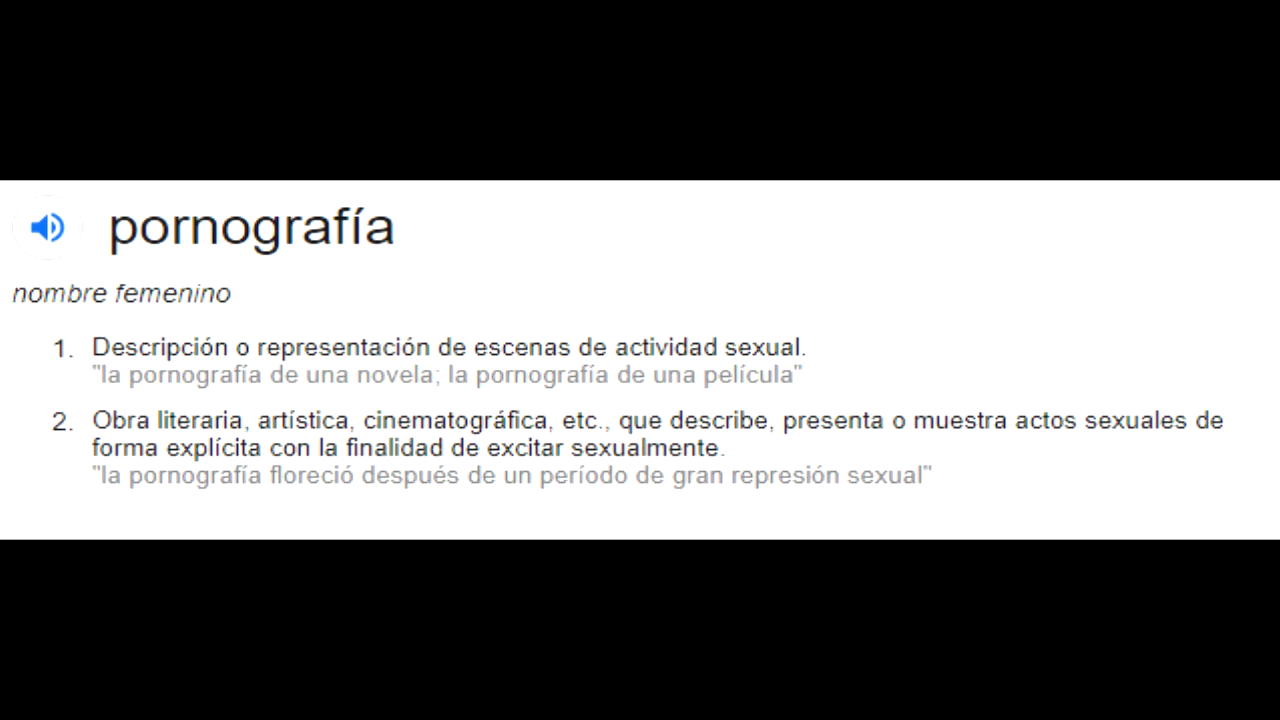 pornografía
nombre femenino
1. Descripción o representación de escenas de actividad sexual.
"la pornografía de una novela; la pornografía de una película"
2. Obra literaria, artística, cinematográfica, etc., que describe, presenta o muestra actos sexuales de
forma explícita con la finalidad de excitar sexualmente.
"la pornografía floreció después de un período de gran represión sexual"